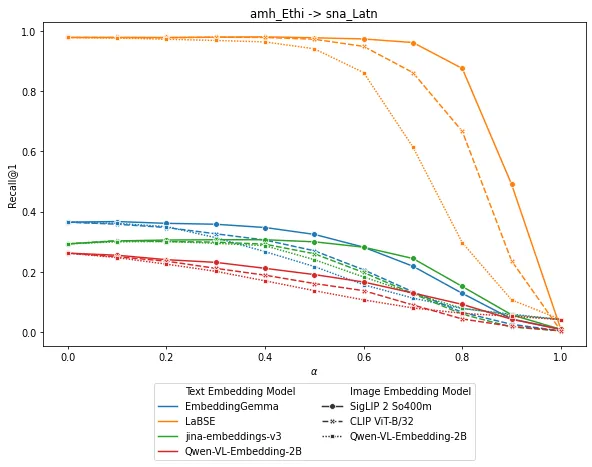 amh_Ethi -> sna_Latn
1.0
0.8
0.6
0.4
0.2
0.0
Recall@1
0.0 0.2 0.4 0.6 0.8 1.0
α
Text Embedding Model
EmbeddingGemma
LaBSE
jina-embeddings-v3
Qwen-VL-Embedding-2B
Image Embedding Model
SigLIP 2 So400m
CLIP ViT-B/32
Qwen-VL-Embedding-2B